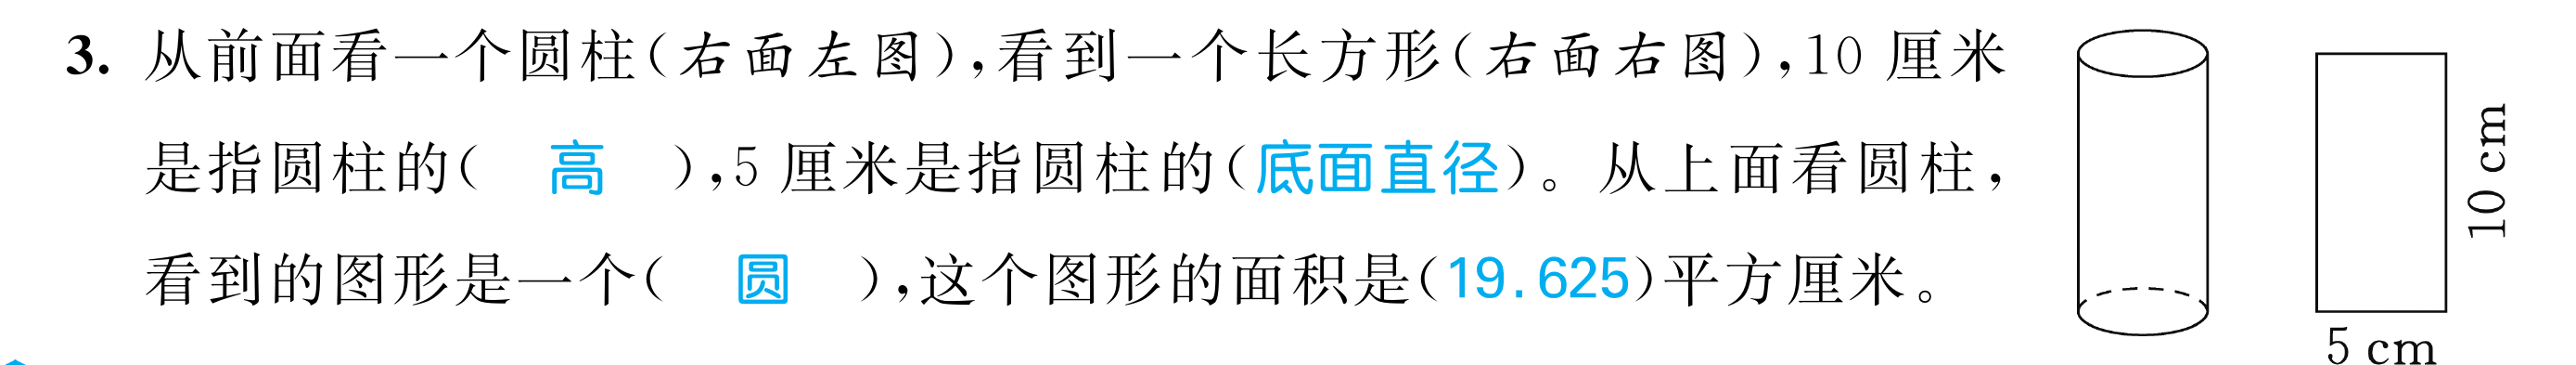 3. 从前面看一个圆柱(右面左图),看到一个长方形(右面右图),10 厘米
是指圆柱的( 高 ),5 厘米是指圆柱的(底面直径)。从上面看圆柱,
看到的图形是一个( 圆 ),这个图形的面积是(19.625)平方厘米。
10 cm
5 cm